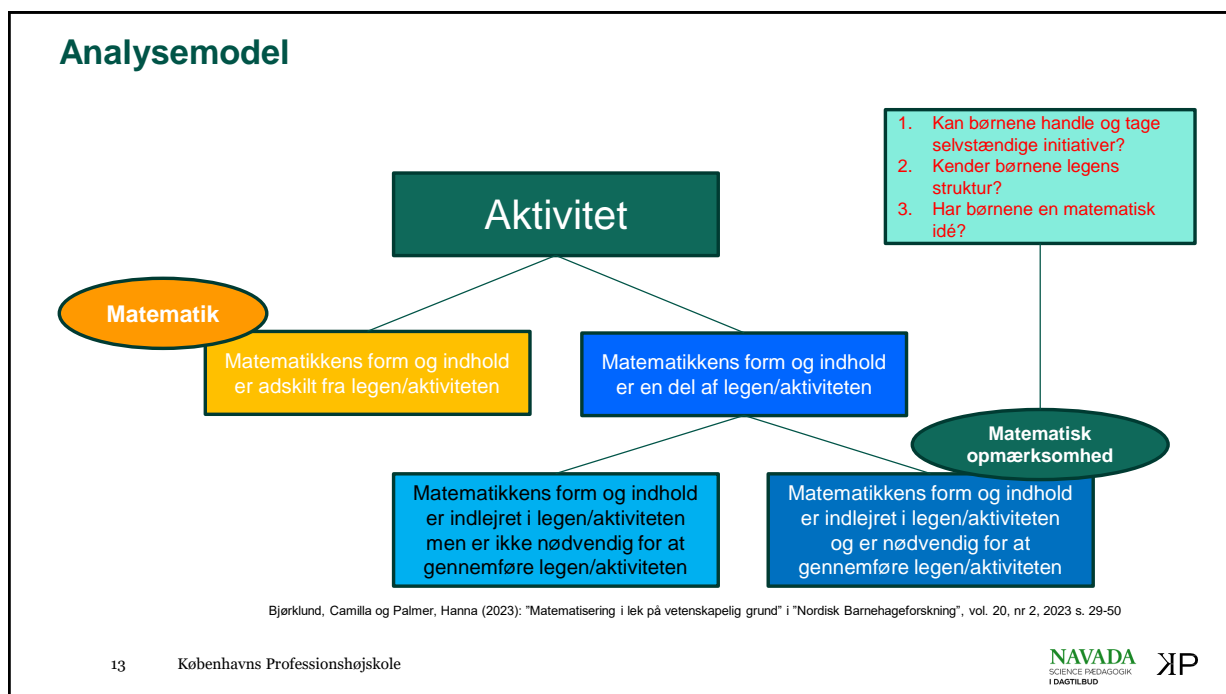 Analysemodel
1. Kan børnene handle og tage
selvstændige initiativer?
2. Kender børnene legens
struktur?
3. Har børnene en matematisk
idé?
Aktivitet
Matematik
Matematikkens form og indhold
er adskilt fra legen/aktiviteten
Matematikkens form og indhold
er en del af legen/aktiviteten
Matematisk
opmærksomhed
Matematikkens form og indhold
er indlejret i legen/aktiviteten
men er ikke nødvendig for at
gennemføre legen/aktiviteten
Matematikkens form og indhold
er indlejret i legen/aktiviteten
og er nødvendig for at
gennemføre legen/aktiviteten
Bjørklund, Camilla og Palmer, Hanna (2023): ”Matematisering i lek på vetenskapelig grund” i ”Nordisk Barnehageforskning”, vol. 20, nr 2, 2023 s. 29-50
13 Københavns Professionshøjskole
NAVADA
SCIENCE PÆDAGOGIK
I DAGTILBUD
KP